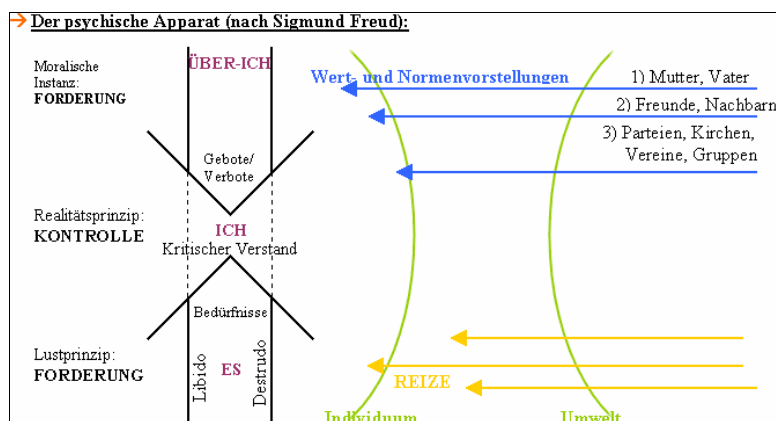 → Der psychische Apparat (nach Sigmund Freud):
Moralische
Instanz:
FORDERUNG
ÜBER-ICH
Gebote/
Verbote
Wert- und Normenvorstellungen
1) Mutter, Vater
2) Freunde, Nachbarn
3) Parteien, Kirchen,
Vereine, Gruppen
Realitätsprinzip:
KONTROLLE
ICH
Kritischer Verstand
Bedürfnisse
Lustprinzip:
FORDERUNG
Libido
ES
Destrudo
REIZE
Individuum
Umwelt